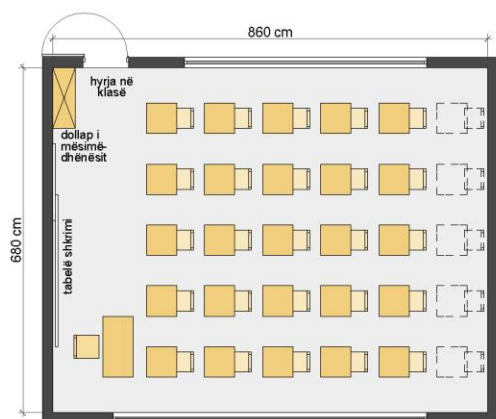 860 cm
hyrja në
klasë
dollap i
mësimë-
dhënësit
680 cm
tabelë shkrimi